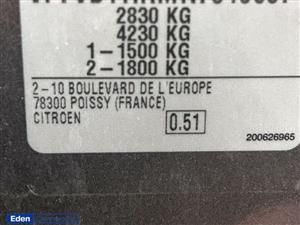 2830 KG
4230 KG
1-1500 KG
2-1800 KG
2-10 BOULEVARD DE L'EUROPE
78300 POISSY (FRANCE)
CITROEN 0.51
200626965
Eden